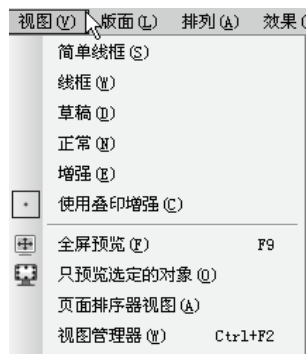 视图(V) 版面(L) 排列(A) 效果(
简单线框(S)
线框(W)
草稿(D)
正常(N)
增强(E)
使用叠印增强(C)
全屏预览(F) F9
只预览选定的对象(O)
页面排序器视图(A)
视图管理器(W) Ctrl+F2